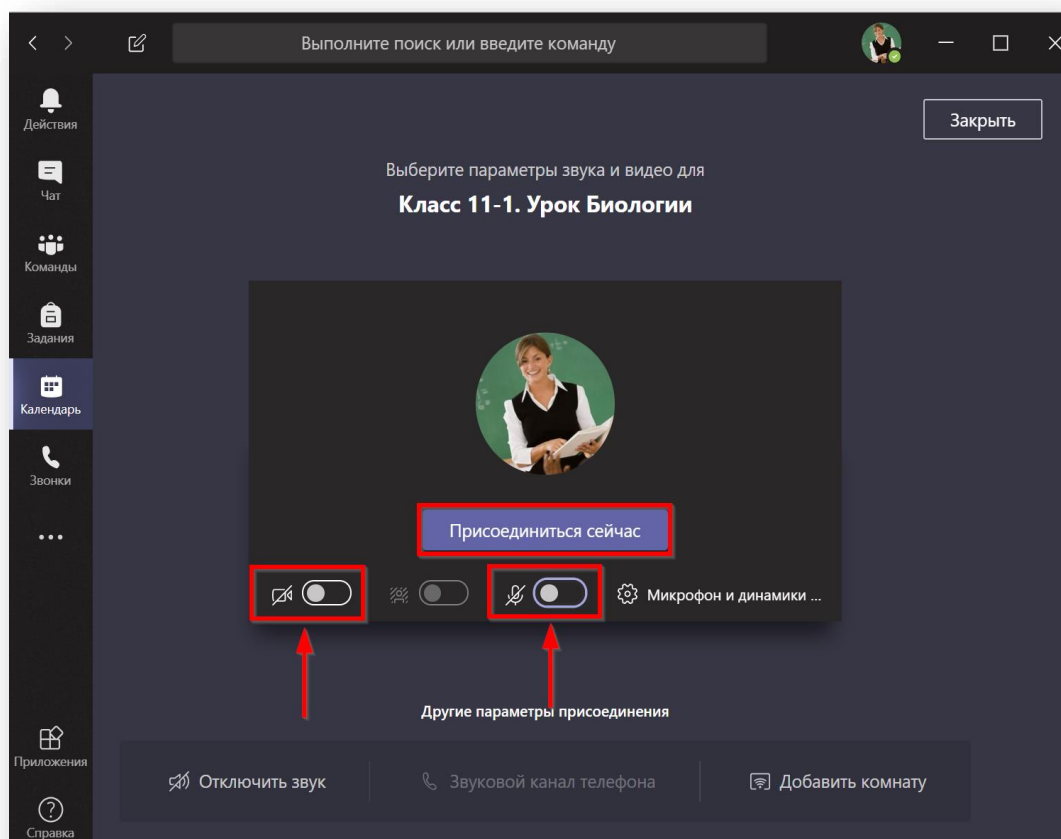 Выполните поиск или введите команду
Действия
Чат
Команды
Задания
Календарь
Звонки
Приложения
Справка
Закрыть
Выберите параметры звука и видео для
Класс 11-1. Урок Биологии
Присоединиться сейчас
Микрофон и динамики ...
Другие параметры присоединения
Отключить звук
Звуковой канал телефона
Добавить комнату